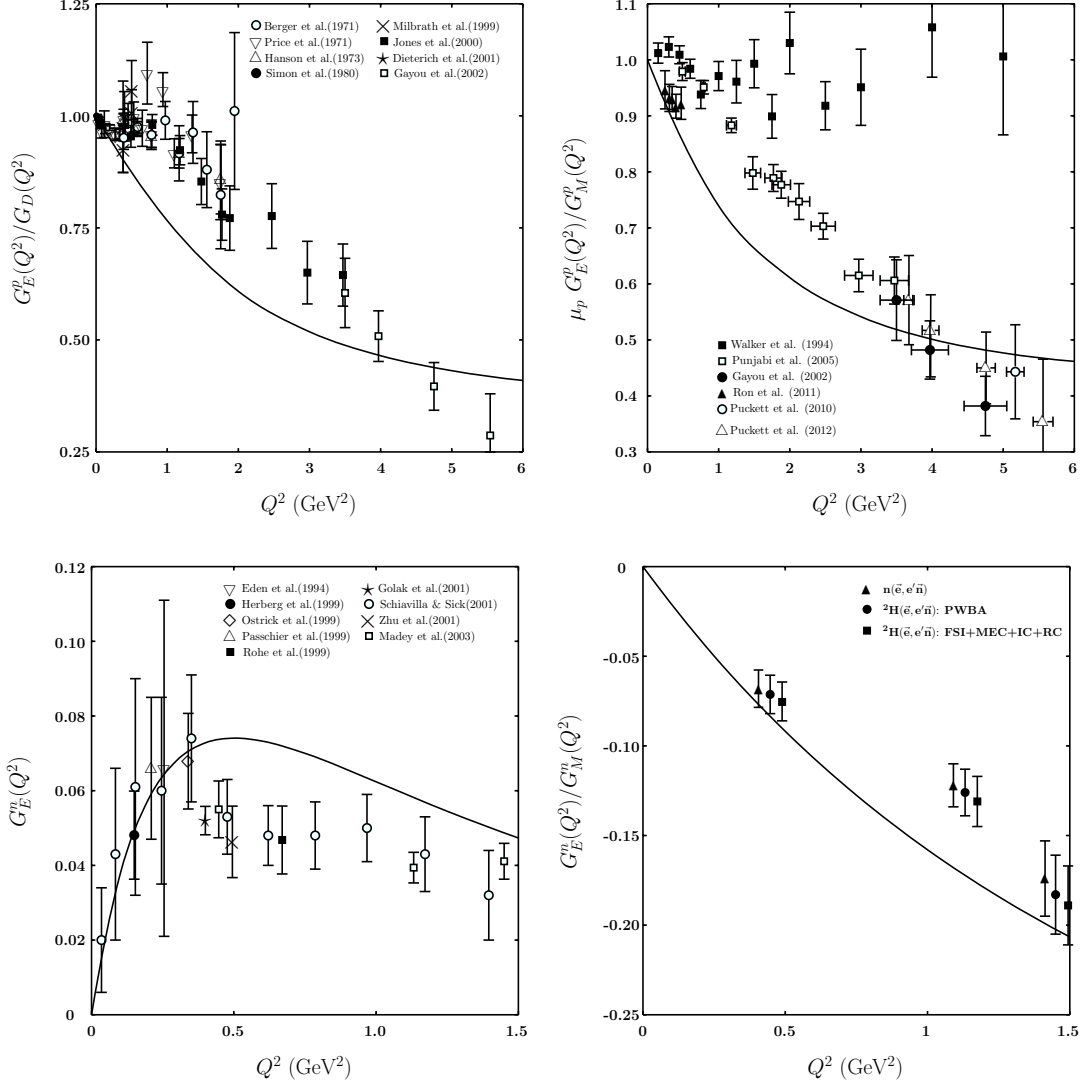 1.25
1.00
0.75
0.50
0.25
G_E^p(Q^2)/G_D(Q^2)
Berger et al.(1971)
Price et al.(1971)
Hanson et al.(1973)
Simon et al.(1980)
Milbrath et al.(1999)
Jones et al.(2000)
Dieterich et al.(2001)
Gayou et al.(2002)
0 1 2 3 4 5 6
Q^2 (GeV^2)
1.1
1.0
0.9
0.8
0.7
0.6
0.5
0.4
0.3
μ_p G_E^p(Q^2)/G_M^p(Q^2)
Walker et al. (1994)
Punjabi et al. (2005)
Gayou et al. (2002)
Ron et al. (2011)
Puckett et al. (2010)
Puckett et al. (2012)
0 1 2 3 4 5 6
Q^2 (GeV^2)
0.12
0.10
0.08
0.06
0.04
0.02
0
G_E^n(Q^2)
Eden et al.(1994)
Herberg et al.(1999)
Ostrick et al.(1999)
Passchier et al.(1999)
Rohe et al.(1999)
Golak et al.(2001)
Schiavilla & Sick(2001)
Zhu et al.(2001)
Madey et al.(2003)
0 0.5 1.0 1.5
Q^2 (GeV^2)
0
-0.05
-0.10
-0.15
-0.20
-0.25
G_E^n(Q^2)/G_M^n(Q^2)
n(e⃗,e′n⃗)
²H(e⃗,e′n⃗): PWBA
²H(e⃗,e′n⃗): FSI+MEC+IC+RC
0 0.5 1 1.5
Q^2 (GeV^2)